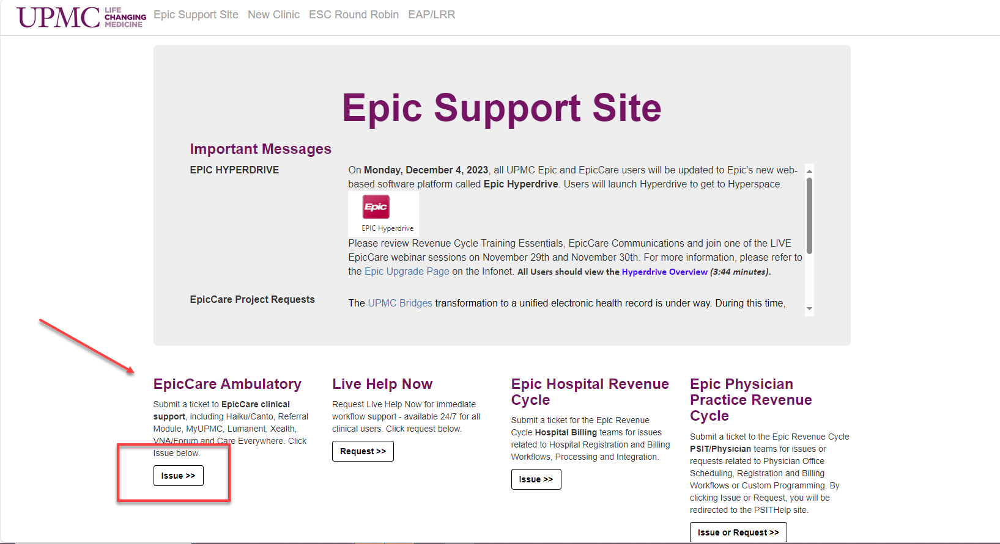 UPMC LIFE CHANGING MEDICINE
Epic Support Site New Clinic ESC Round Robin EAP/LRR
Epic Support Site
Important Messages
EPIC HYPERDRIVE
On Monday, December 4, 2023, all UPMC Epic and EpicCare users will be updated to Epic’s new web-
based software platform called Epic Hyperdrive. Users will launch Hyperdrive to get to Hyperspace.
Epic
EPIC Hyperdrive
Please review Revenue Cycle Training Essentials, EpicCare Communications and join one of the LIVE
EpicCare webinar sessions on November 29th and November 30th. For more information, please refer to
the Epic Upgrade Page on the Infonet. All Users should view the Hyperdrive Overview (3:44 minutes).
EpicCare Project Requests
The UPMC Bridges transformation to a unified electronic health record is under way. During this time,
EpicCare Ambulatory
Submit a ticket to EpicCare clinical
support, including Haiku/Canto, Referral
Module, MyUPMC, Lumanent, Xealth,
VNA/Forum and Care Everywhere. Click
Issue below.
Issue >>
Live Help Now
Request Live Help Now for immediate
workflow support - available 24/7 for all
clinical users. Click request below.
Request >>
Epic Hospital Revenue
Cycle
Submit a ticket for the Epic Revenue
Cycle Hospital Billing teams for issues
related to Hospital Registration and Billing
Workflows, Processing and Integration.
Issue >>
Epic Physician
Practice Revenue
Cycle
Submit a ticket to the Epic Revenue Cycle
PSIT/Physician teams for issues or
requests related to Physician Office
Scheduling, Registration and Billing
Workflows or Custom Programming. By
clicking Issue or Request, you will be
redirected to the PSITHelp site.
Issue or Request >>